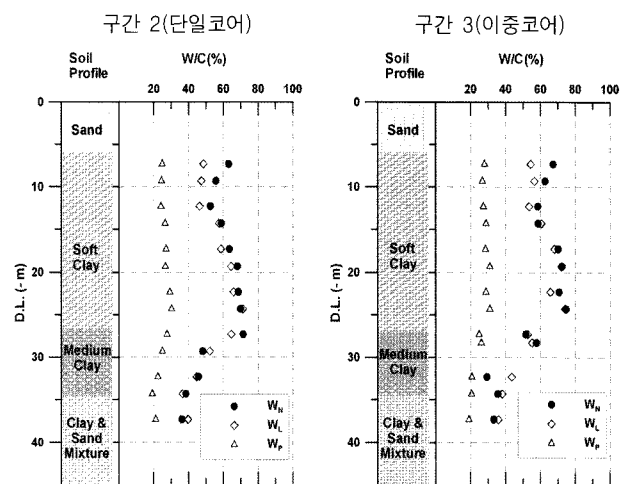 구간 2(단일코어)
Soil
Profile
W/C(%)
0
20
40
60
80
100
0
10
20
30
40
D.L. (- m)
Sand
Soft
Clay
Medium
Clay
Clay &
Sand
Mixture
W_N
W_L
W_P
구간 3(이중코어)
Soil
Profile
W/C(%)
20
40
60
80
100
0
10
20
30
40
D.L. (- m)
Sand
Soft
Clay
Medium
Clay
Clay &
Sand
Mixture
W_N
W_L
W_P